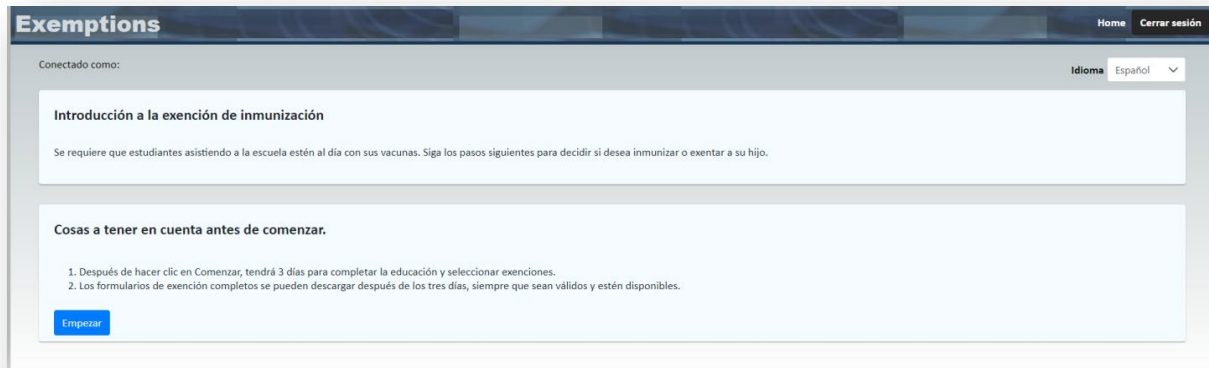 Exemptions
Home
Cerrar sesión
Conectado como:
Idioma
Español
Introducción a la exención de inmunización
Se requiere que estudiantes asistiendo a la escuela estén al día con sus vacunas. Siga los pasos siguientes para decidir si desea inmunizar o exentar a su hijo.
Cosas a tener en cuenta antes de comenzar.
1. Después de hacer clic en Comenzar, tendrá 3 días para completar la educación y seleccionar exenciones.
2. Los formularios de exención completos se pueden descargar después de los tres días, siempre que sean válidos y estén disponibles.
Empezar